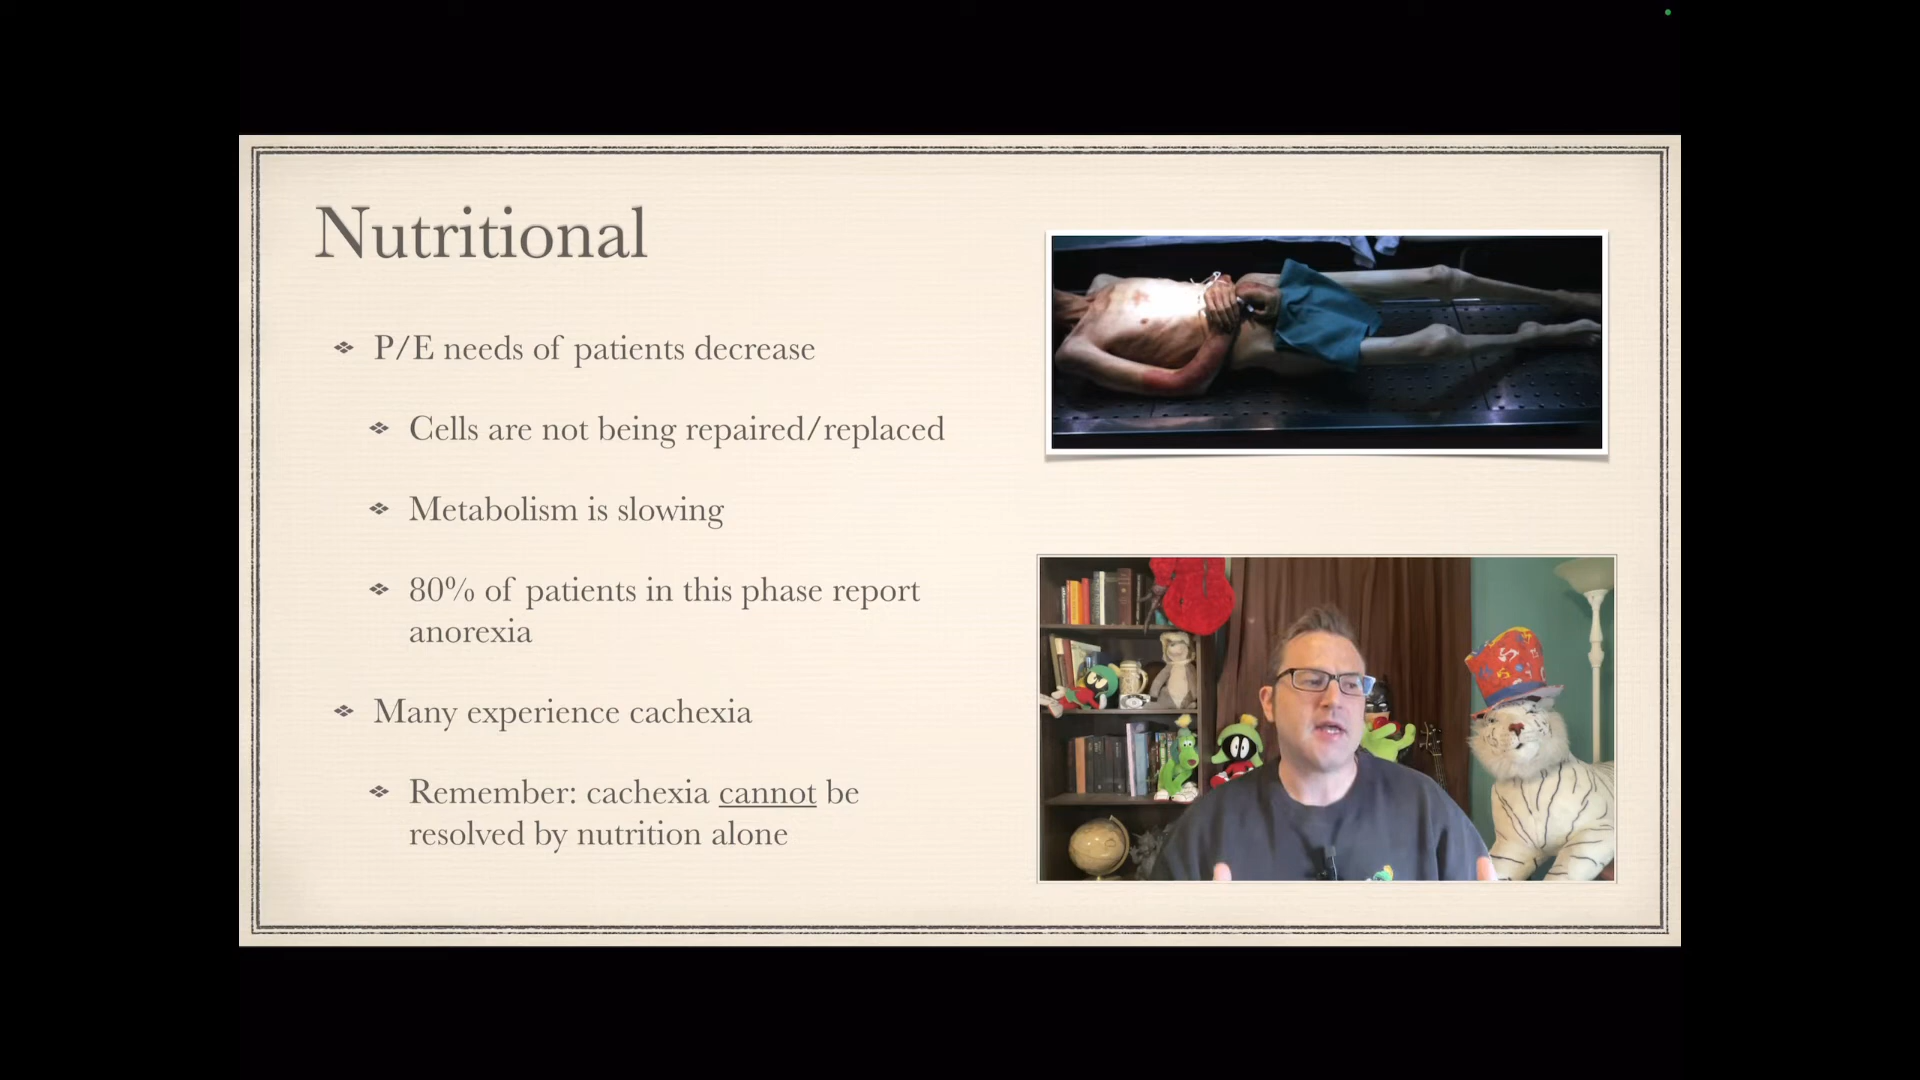 Nutritional
P/E needs of patients decrease
Cells are not being repaired/replaced
Metabolism is slowing
80% of patients in this phase report
anorexia
Many experience cachexia
Remember: cachexia cannot be
resolved by nutrition alone